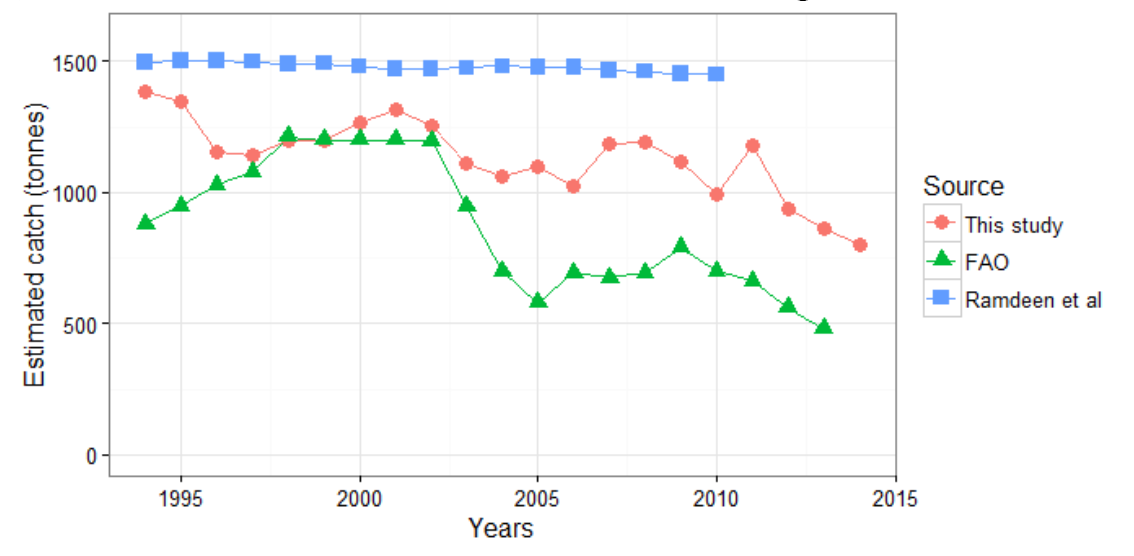 1500
1000
500
0
Estimated catch (tonnes)
1995
2000
2005
2010
2015
Years
Source
This study
FAO
Ramdeen et al